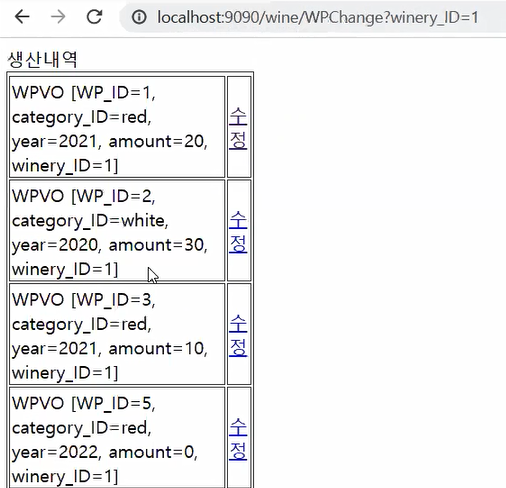 localhost:9090/wine/WPChange?winery_ID=1
생산내역
WPVO [WP_ID=1,
category_ID=red,
year=2021, amount=20,
winery_ID=1]
수
정
WPVO [WP_ID=2,
category_ID=white,
year=2020, amount=30,
winery_ID=1]
수
정
WPVO [WP_ID=3,
category_ID=red,
year=2021, amount=10,
winery_ID=1]
수
정
WPVO [WP_ID=5,
category_ID=red,
year=2022, amount=0,
winery_ID=1]
수
정